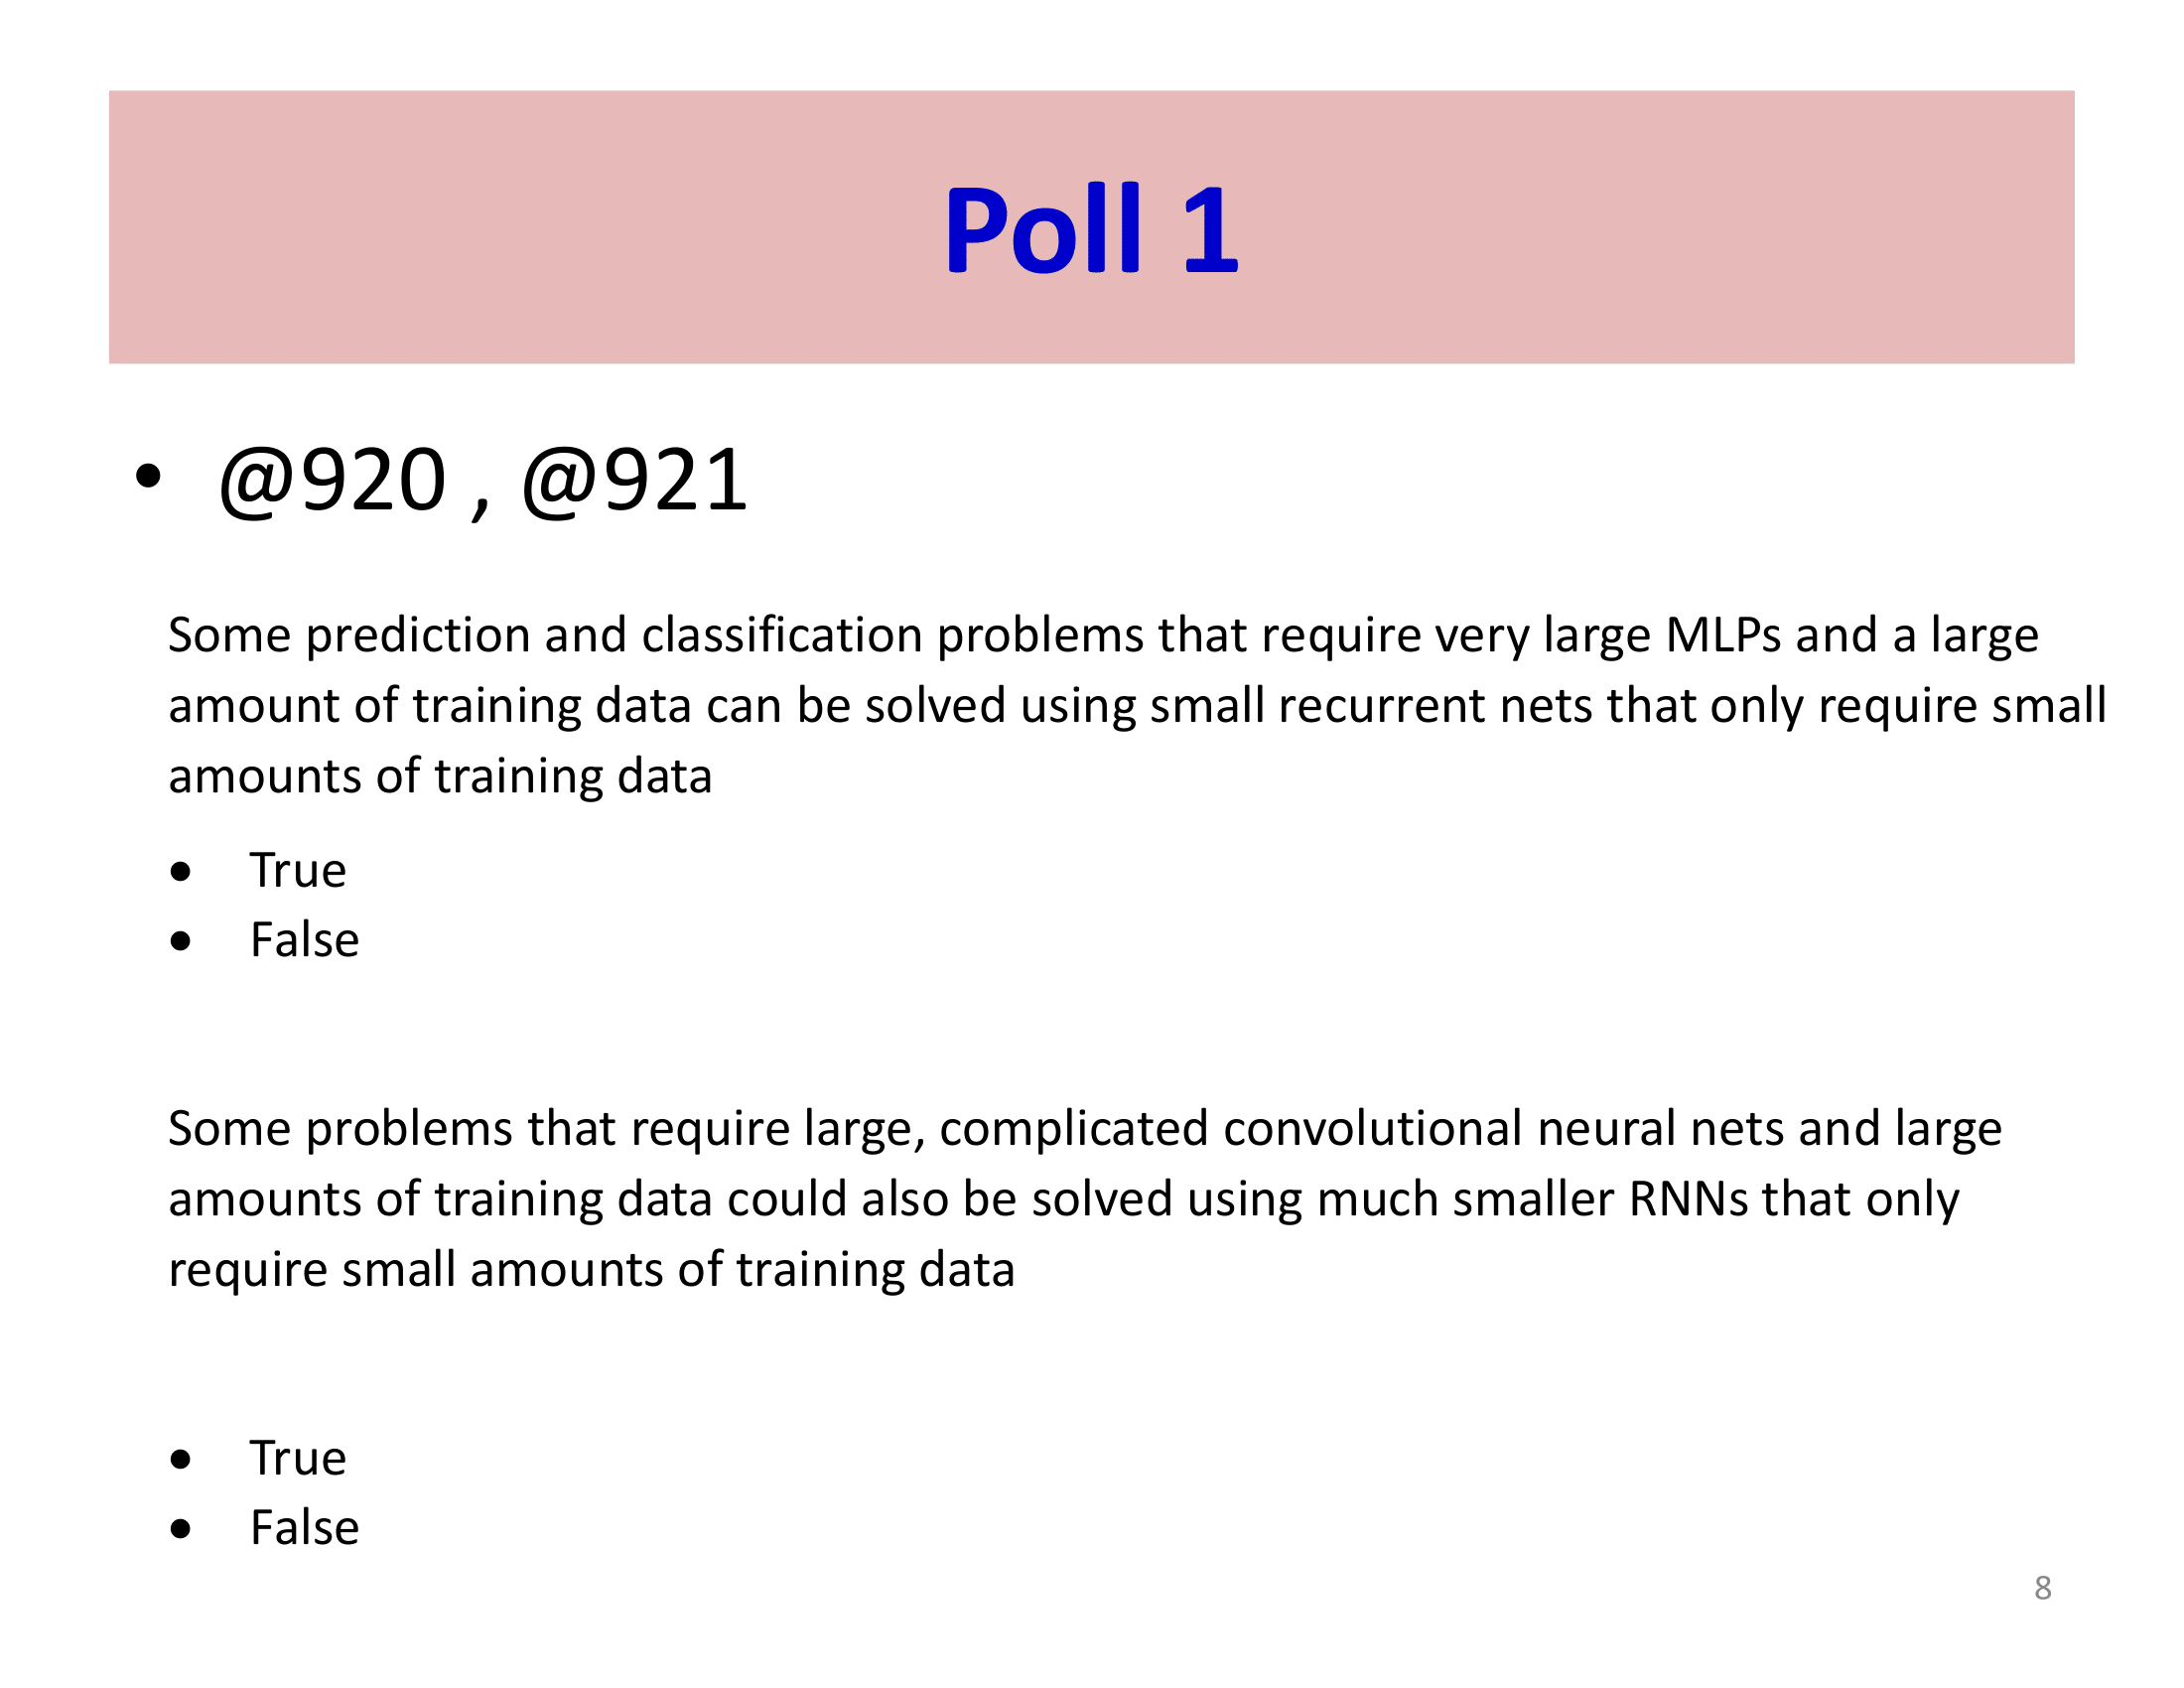 Poll 1
• @920 , @921
Some prediction and classification problems that require very large MLPs and a large
amount of training data can be solved using small recurrent nets that only require small
amounts of training data
• True
• False
Some problems that require large, complicated convolutional neural nets and large
amounts of training data could also be solved using much smaller RNNs that only
require small amounts of training data
• True
• False
8